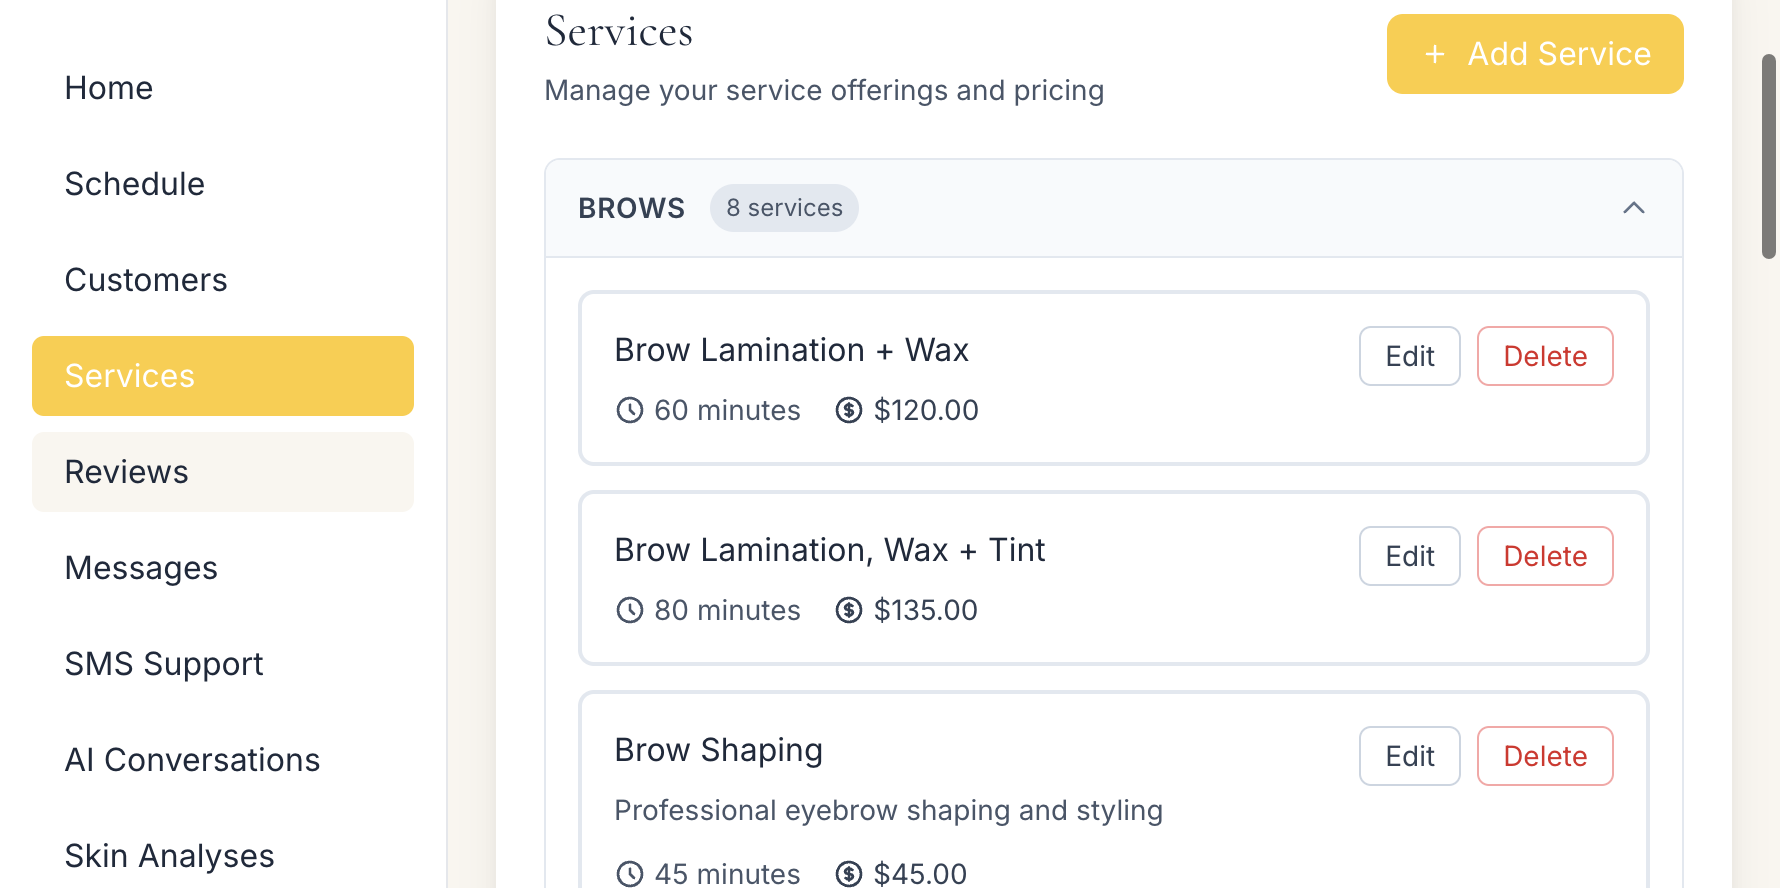 Home
Schedule
Customers
Services
Reviews
Messages
SMS Support
AI Conversations
Skin Analyses
Services
Manage your service offerings and pricing
+ Add Service
BROWS 8 services
Brow Lamination + Wax
60 minutes $120.00
Edit Delete
Brow Lamination, Wax + Tint
80 minutes $135.00
Edit Delete
Brow Shaping
Professional eyebrow shaping and styling
45 minutes $45.00
Edit Delete